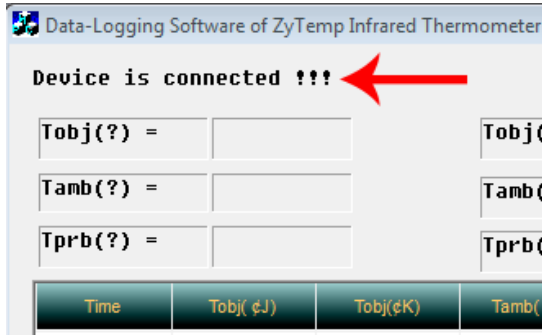 Data-Logging Software of ZyTemp Infrared Thermometer
Device is connected !!!
Tobj(?) = Tobj(
Tamb(?) = Tamb(
Tprb(?) = Tprb(
Time Tobj( ¢J) Tobj(¢K) Tamb(